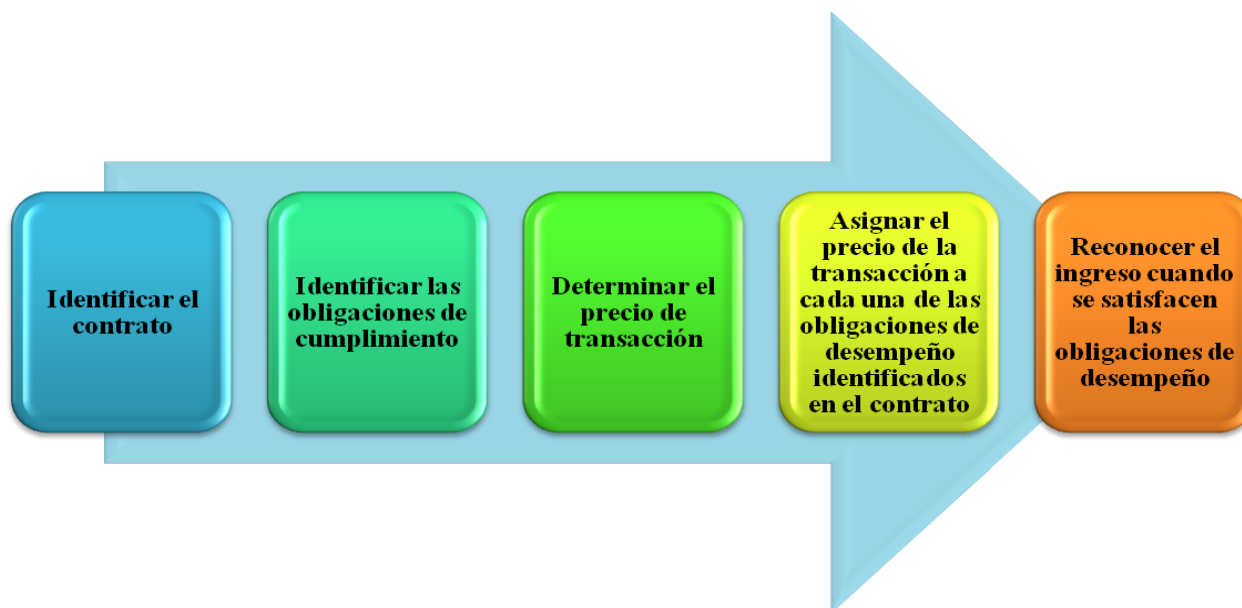 Identificar el
contrato
Identificar las
obligaciones de
cumplimiento
Determinar el
precio de
transacción
Asignar el
precio de la
transacción a
cada una de las
obligaciones de
desempeño
identificados
en el contrato
Reconocer el
ingreso cuando
se satisfacen
las
obligaciones de
desempeño